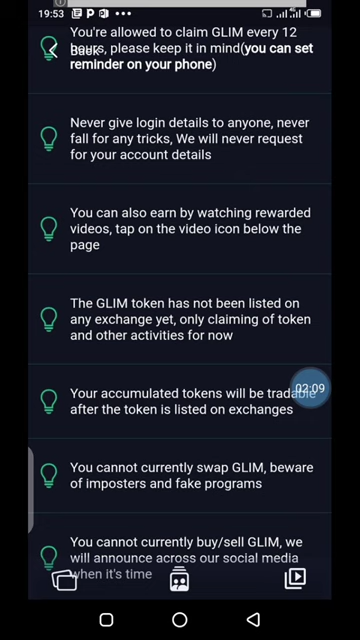 19:53
You're allowed to claim GLIM every 12
Back
hours, please keep it in mind(you can set
reminder on your phone)
Never give login details to anyone, never
fall for any tricks, We will never request
for your account details
You can also earn by watching rewarded
videos, tap on the video icon below the
page
The GLIM token has not been listed on
any exchange yet, only claiming of token
and other activities for now
Your accumulated tokens will be tradable
02:09
after the token is listed on exchanges
You cannot currently swap GLIM, beware
of imposters and fake programs
You cannot currently buy/sell GLIM, we
will announce across our social media
when it's time